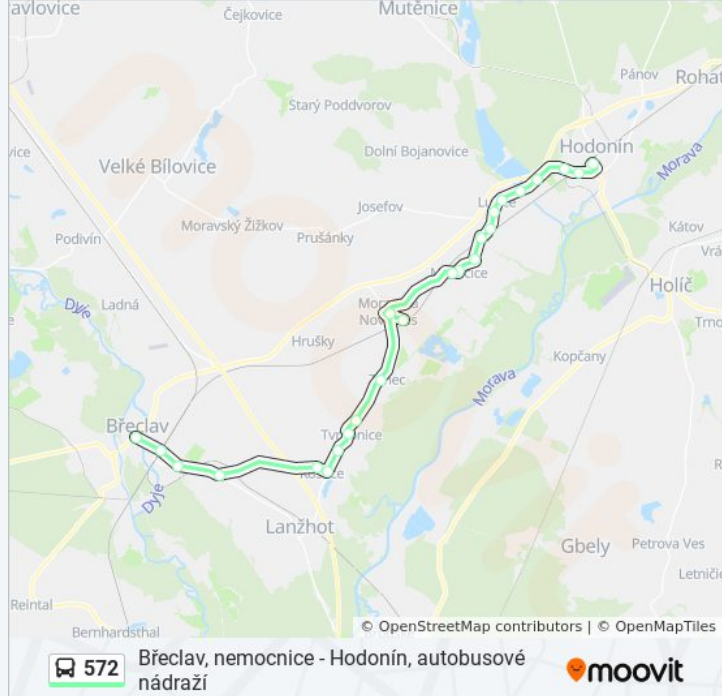 avlovice
Čejkovice
Mutěnice
Pánov
Rohat
Starý Poddvorov
Hodonín
Dolní Bojanovice
Morava
vice
Velké Bílovice
Josefov
Moravský Žižkov
Prušánky
Kátov
Podivín
Vrá
Holíč
Dyje
Ladná
Hrušky
Kopčany
Morava
Břeclav
Dyje
Lanžhot
Gbely
Petrova Ves
Letničie
Reintal
Bernhardsthal
© OpenStreetMap contributors | © OpenMapTiles
572
Břeclav, nemocnice - Hodonín, autobusové
nádraží
moovit